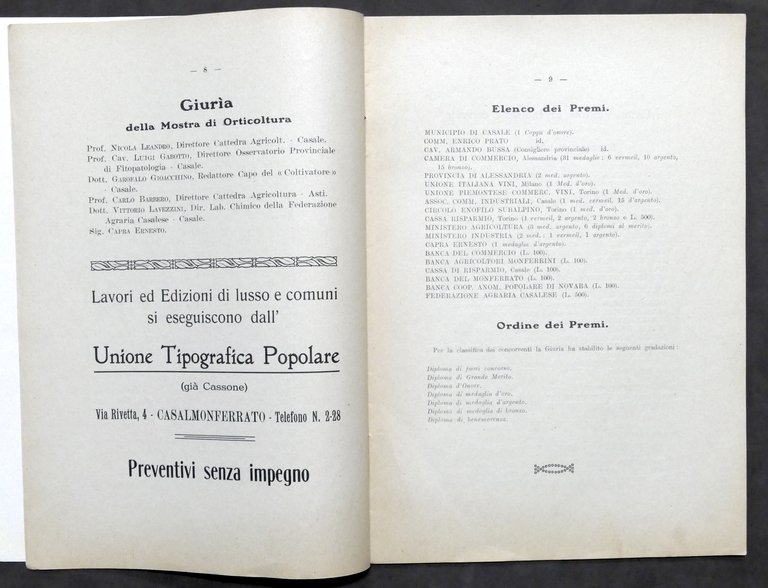 — 8 —
Giurìa
della Mostra di Orticoltura
Prof. Nicola Leandro, Direttore Cattedra Agricolt. - Casale.
Prof. Cav. Luigi Gabotto, Direttore Osservatorio Provinciale
di Fitopatologia - Casale.
Dott. Garofalo Gioacchino, Redattore Capo del « Coltivatore »
- Casale.
Prof. Carlo Barbero, Direttore Cattedra Agricoltura - Asti.
Dott. Vittorio Lavezzini, Dir. Lab. Chimico della Federazione
Agraria Casalese - Casale.
Sig. Capra Ernesto.
Lavori ed Edizioni di lusso e comuni
si eseguiscono dall'
Unione Tipografica Popolare
(già Cassone)
Via Rivetta, 4 - CASALMONFERRATO - Telefono N. 2-28
Preventivi senza impegno
— 9 —
Elenco dei Premi.
MUNICIPIO DI CASALE (1 Coppa d'onore).
COMM. ENRICO PRATO id.
CAV. ARMANDO BUSSA (Consigliere provinciale) id.
CAMERA DI COMMERCIO, Alessandria (31 medaglie: 6 vermeil, 10 argento,
15 bronzo).
PROVINCIA DI ALESSANDRIA (2 med. argento).
UNIONE ITALIANA VINI, Milano (1 Med. d'oro).
UNIONE PIEMONTESE COMMERC. VINI, Torino (1 Med. d'oro).
ASSOC. COMM. INDUSTRIALI, Casale (1 med. vermeil, 15 d'argento).
CIRCOLO ENOFILO SUBALPINO, Torino (1 med. d'oro).
CASSA RISPARMIO, Torino (1 vermeil, 2 argento, 2 bronzo e L. 500).
MINISTERO AGRICOLTURA (3 med. argento, 6 diplomi al merito).
MINISTERO INDUSTRIA (2 med.: 1 vermeil, 1 argento).
CAPRA ERNESTO (1 medaglia d'argento).
BANCA DEL COMMERCIO (L. 100).
BANCA AGRICOLTORI MONFERRINI (L. 100).
CASSA DI RISPARMIO, Casale (L. 100).
BANCA DEL MONFERRATO (L. 100).
BANCA COOP. ANOM. POPOLARE DI NOVARA (L. 100).
FEDERAZIONE AGRARIA CASALESE (L. 500).
Ordine dei Premi.
Per la classifica dei concorrenti la Giuria ha stabilito le seguenti gradazioni:
Diploma di fuori concorso.
Diploma di Grande Merito.
Diploma d'Onore.
Diploma di medaglia d'oro.
Diploma di medaglia d'argento.
Diploma di medaglia di bronzo.
Diploma di benemerenza.